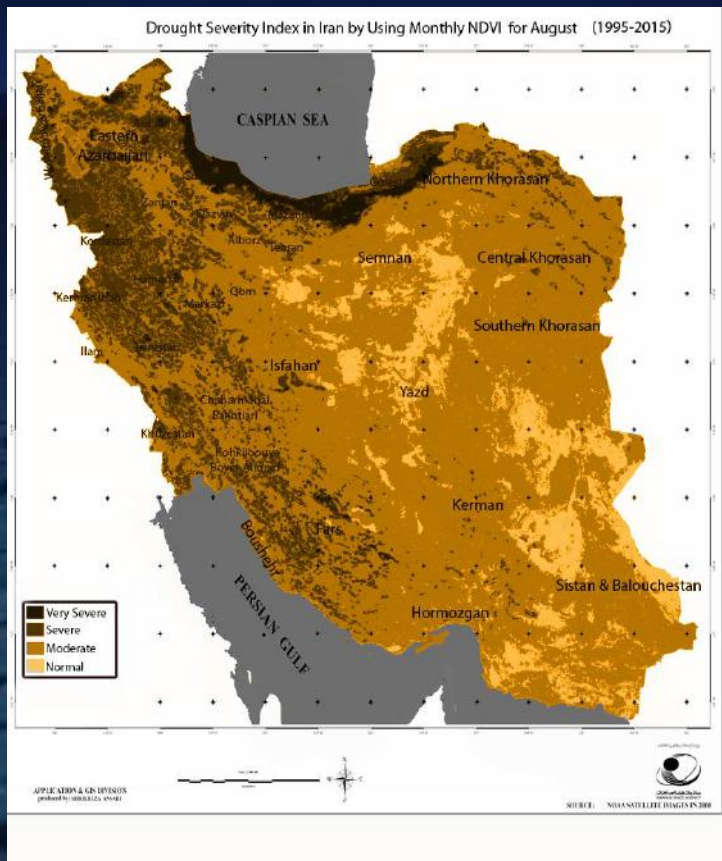 Drought Severity Index in Iran by Using Monthly NDVI for August (1995-2015)
CASPIAN SEA
Eastern
Azarbaijan
Northern Khorasan
Zanjan
Alborz
Tehran
Semnan
Central Khorasan
Kordestan
Qom
Kermanshah
Markazi
Southern Khorasan
Ilam
Isfahan
Yazd
Chaharmahal
Bakhtiari
Khuzestan
Kohkilooye
Boyer Ahmad
Kerman
Fars
Boushehr
Sistan & Balouchestan
Hormozgan
PERSIAN GULF
Very Severe
Severe
Moderate
Normal
APPLICATION & GIS DIVISION
SOURCE : NOAA SATELLITE IMAGES IN 2000